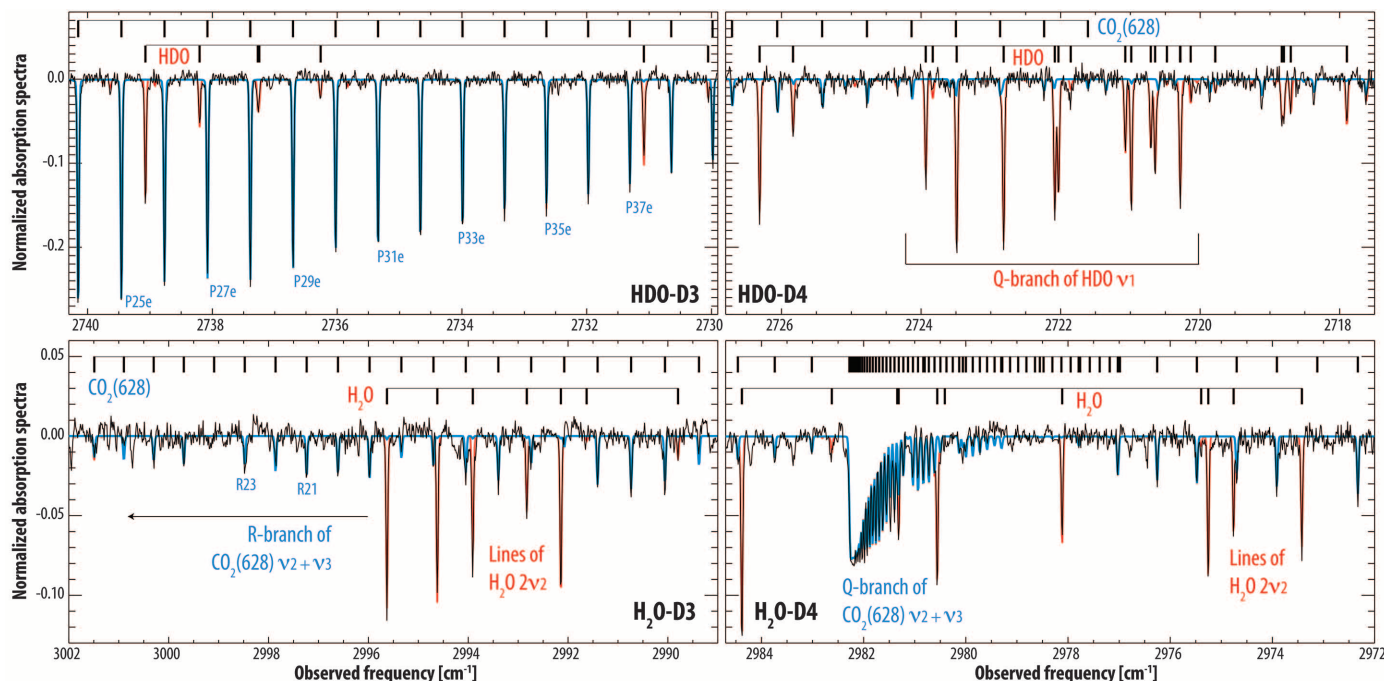 Normalized absorption spectra
0.0
-0.1
-0.2
HDO
P25e
P27e
P29e
P31e
P33e
P35e
P37e
HDO-D3
2740
2738
2736
2734
2732
2730
CO₂(628)
HDO
Q-branch of HDO ν1
HDO-D4
2726
2724
2722
2720
2718
Normalized absorption spectra
0.05
0.00
-0.05
-0.10
CO₂(628)
H₂O
R23
R21
R-branch of
CO₂(628) ν2 + ν3
Lines of
H₂O 2ν2
H₂O-D3
3002
3000
2998
2996
2994
2992
2990
Observed frequency [cm⁻¹]
H₂O
Q-branch of
CO₂(628) ν2 + ν3
Lines of
H₂O 2ν2
H₂O-D4
2984
2982
2980
2978
2976
2974
2972
Observed frequency [cm⁻¹]